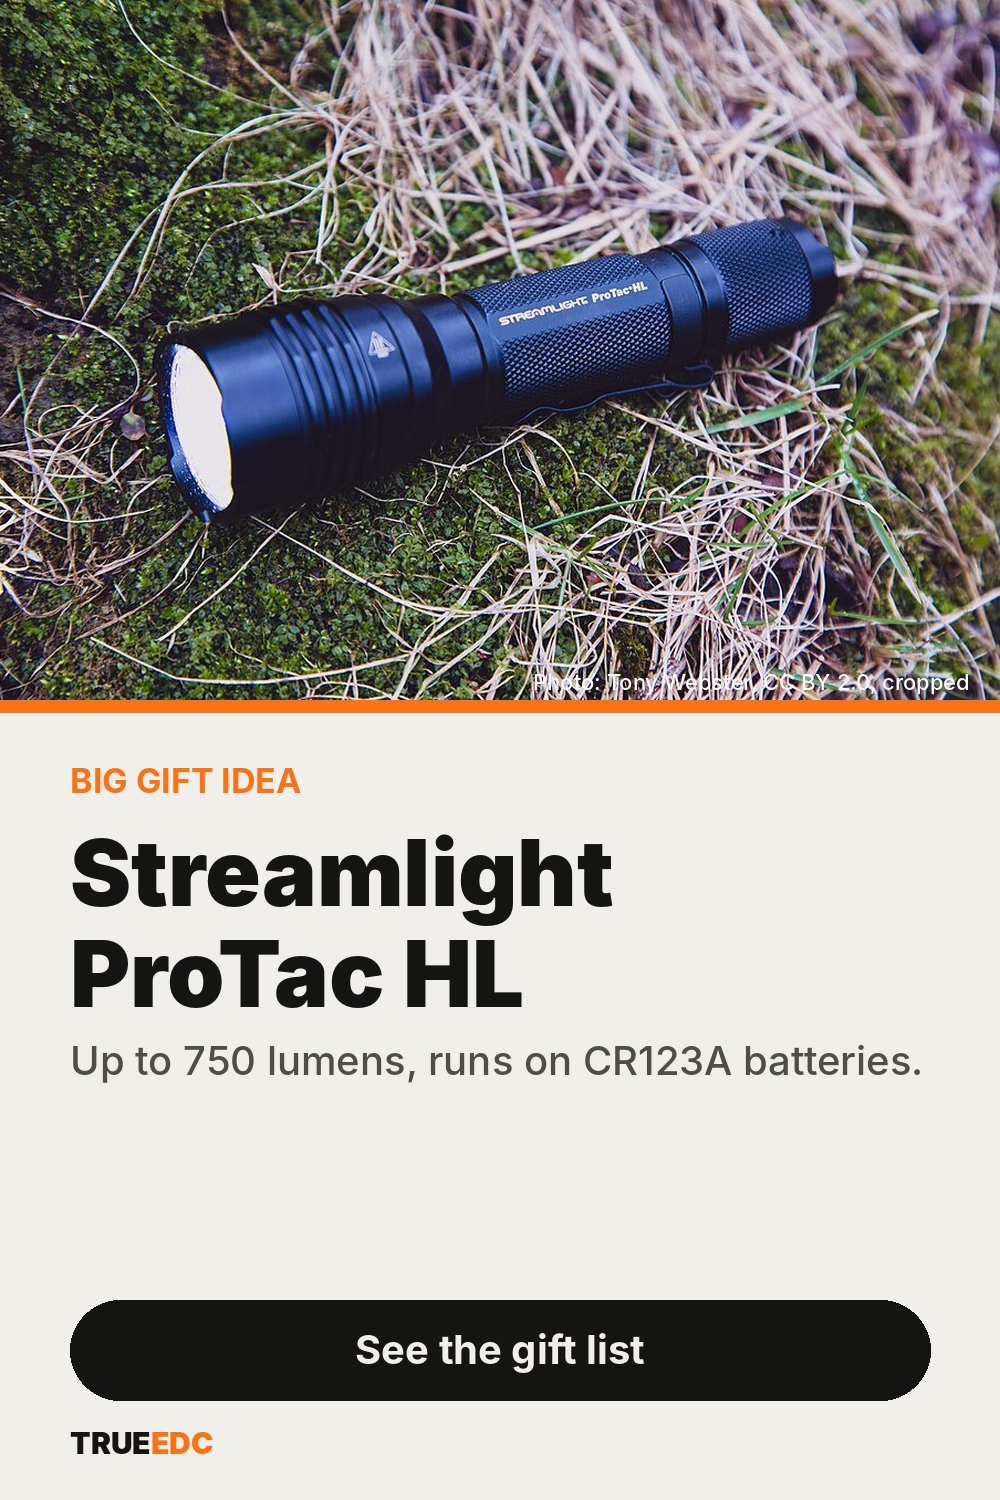 STREAMLIGHT ProTac HL
Photo: Tony Webster, CC BY 2.0, cropped
BIG GIFT IDEA
Streamlight
ProTac HL
Up to 750 lumens, runs on CR123A batteries.
See the gift list
TRUEEDC